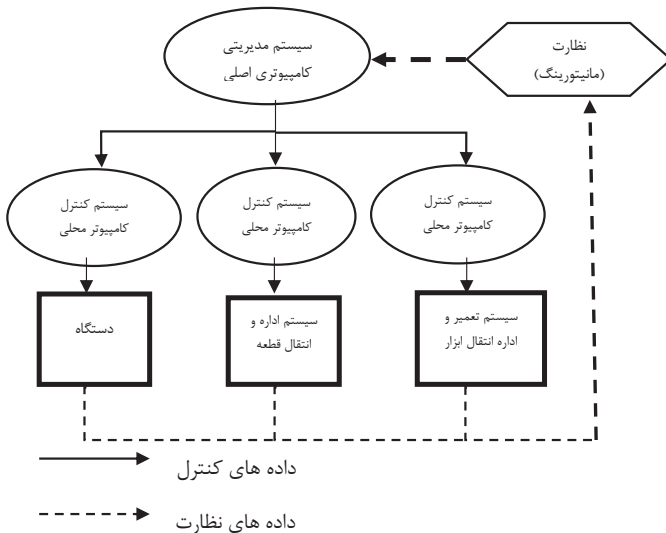 سیستم مدیریتی
کامپیوتری اصلی
نظارت
(مانیتورینگ)
سیستم کنترل
کامپیوتر محلی
سیستم کنترل
کامپیوتر محلی
سیستم کنترل
کامپیوتر محلی
دستگاه
سیستم اداره و
انتقال قطعه
سیستم تعمیر و
اداره انتقال ابزار
داده های کنترل
داده های نظارت